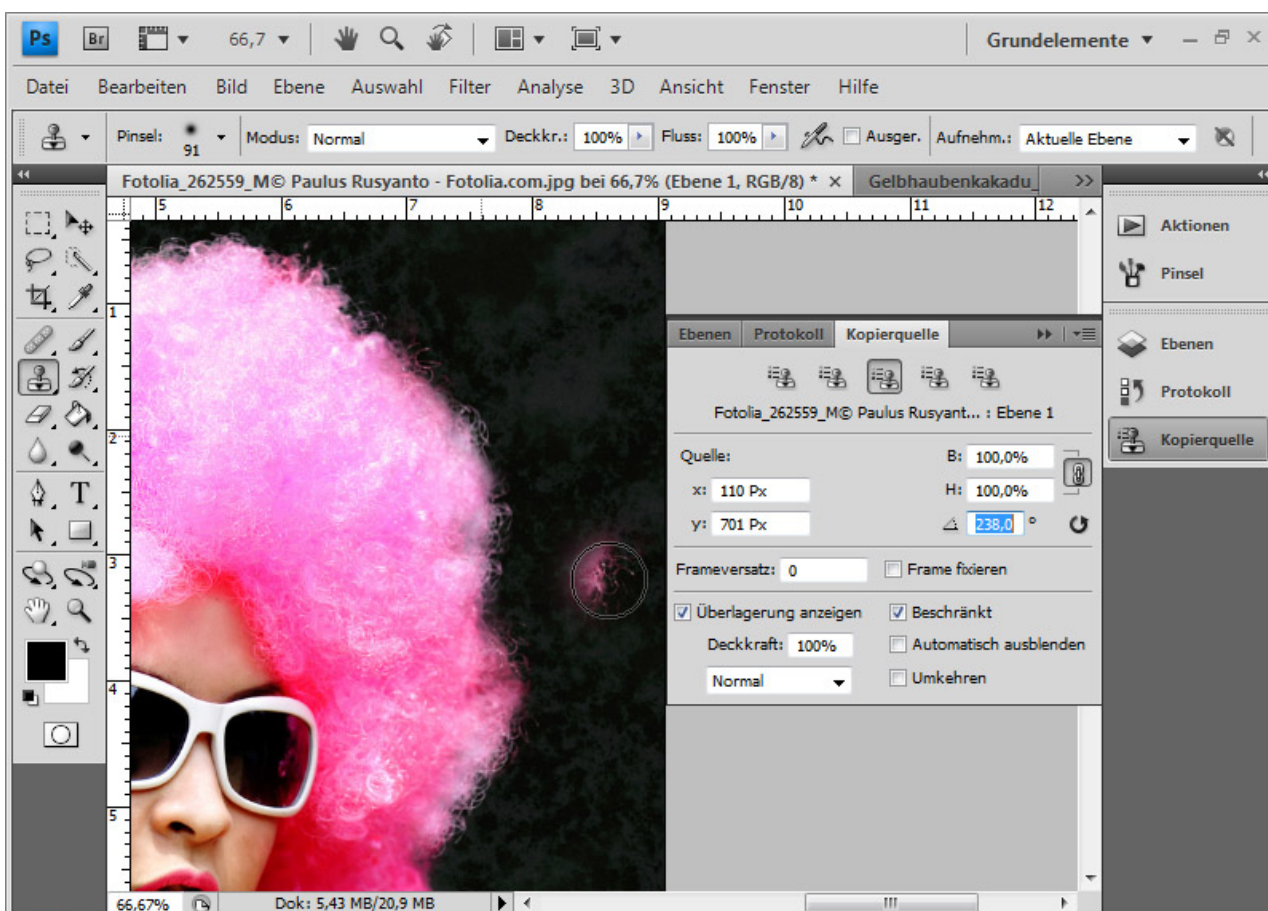 Ps Br 66,7 Grundelemente
Datei Bearbeiten Bild Ebene Auswahl Filter Analyse 3D Ansicht Fenster Hilfe
Pinsel: 91 Modus: Normal Deckkr.: 100% Fluss: 100% Ausger. Aufnehm.: Aktuelle Ebene
Fotolia_262559_M© Paulus Rusyanto - Fotolia.com.jpg bei 66,7% (Ebene 1, RGB/8) * × Gelbhaubenkakadu_ >>
5 6 7 8 9 10 11 12
Aktionen
Pinsel
1
Ebenen Protokoll Kopierquelle
Ebenen
Protokoll
Fotolia_262559_M© Paulus Rusyant... : Ebene 1
Kopierquelle
2
Quelle: B: 100,0%
x: 110 Px H: 100,0%
y: 701 Px 238,0 °
3
Frameversatz: 0 Frame fixieren
Überlagerung anzeigen Beschränkt
Deckkraft: 100% Automatisch ausblenden
Normal Umkehren
4
5
66,67% Dok: 5,43 MB/20,9 MB